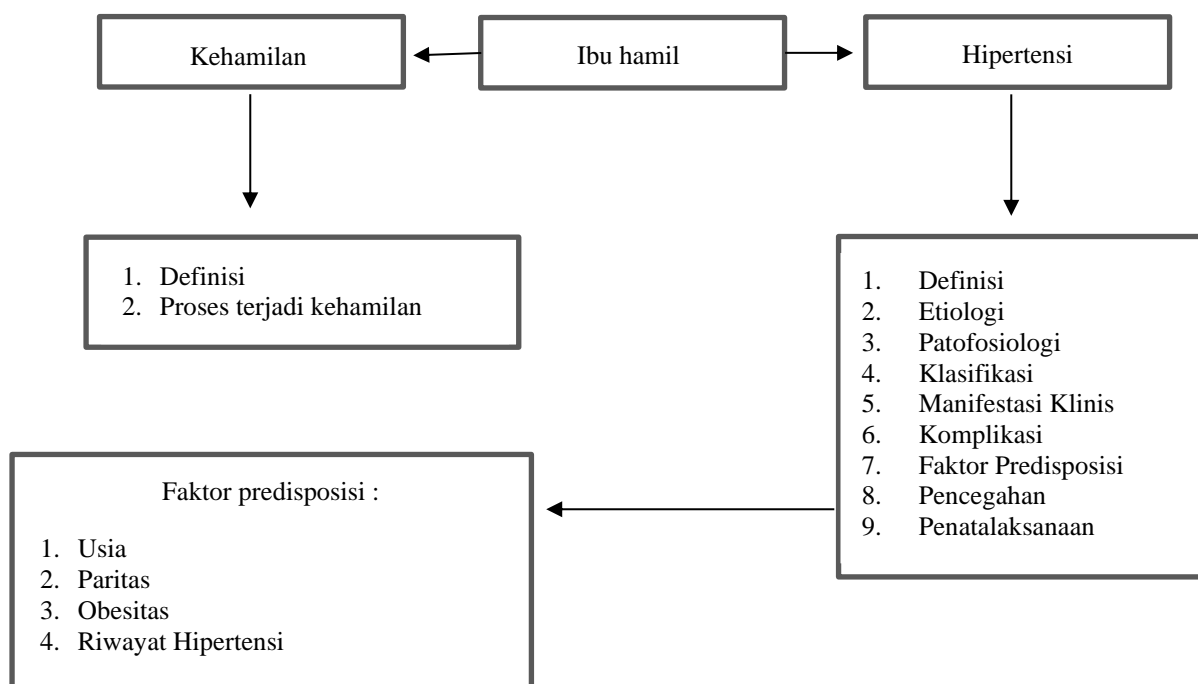 Kehamilan
Ibu hamil
Hipertensi
1. Definisi
2. Proses terjadi kehamilan
1. Definisi
2. Etiologi
3. Patofosiologi
4. Klasifikasi
5. Manifestasi Klinis
6. Komplikasi
7. Faktor Predisposisi
8. Pencegahan
9. Penatalaksanaan
Faktor predisposisi :
1. Usia
2. Paritas
3. Obesitas
4. Riwayat Hipertensi